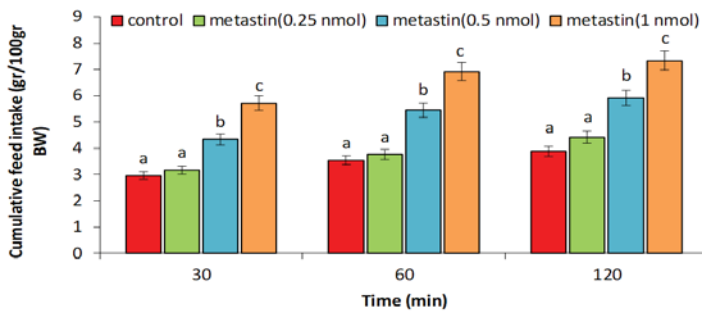 control metastin(0.25 nmol) metastin(0.5 nmol) metastin(1 nmol)
Cumulative feed intake (gr/100gr
BW)
9
8
7
6
5
4
3
2
1
0
a a b c
a a b c
a a b c
30 60 120
Time (min)